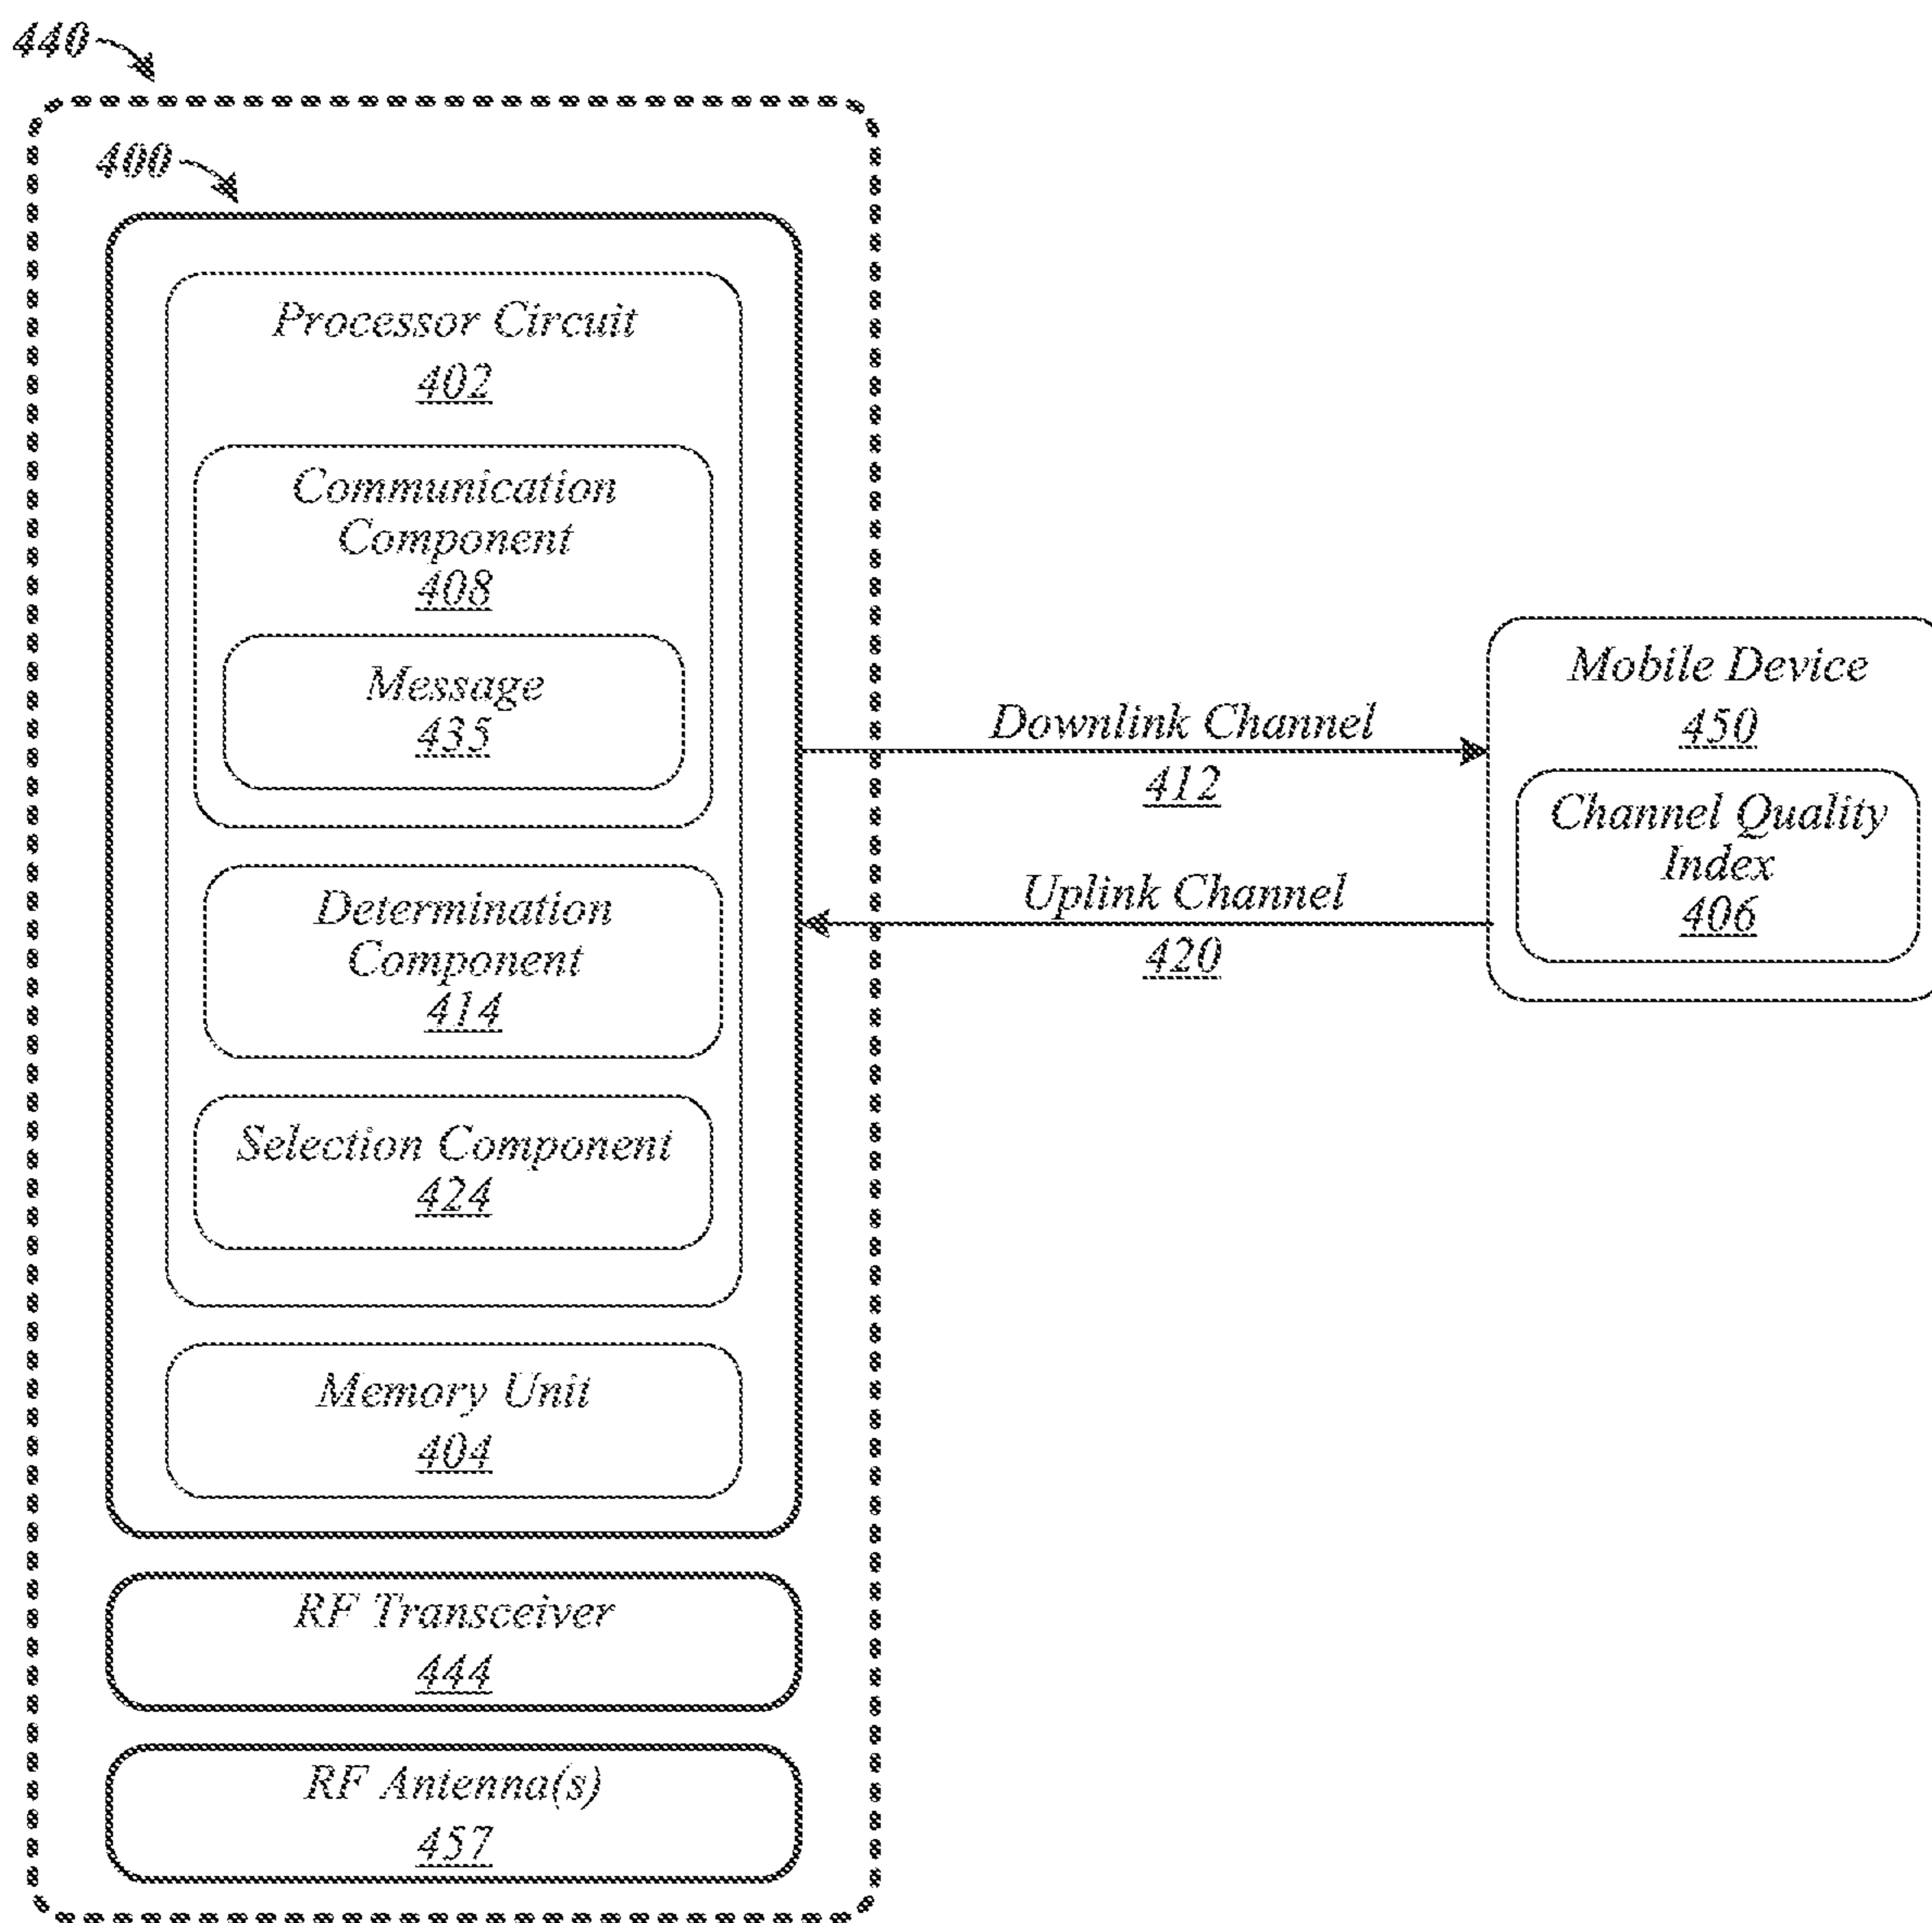 440
400
Processor Circuit
402
Communication
Component
408
Message
435
Determination
Component
414
Selection Component
424
Memory Unit
404
RF Transceiver
444
RF Antenna(s)
457
Downlink Channel
412
Uplink Channel
420
Mobile Device
450
Channel Quality
Index
406